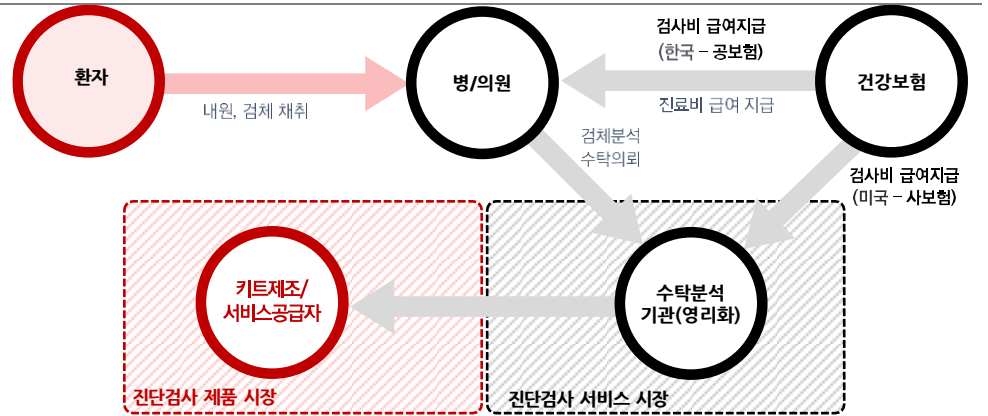 환자
내원, 검체 채취
병/의원
검사비 급여지급
(한국 – 공보험)
진료비 급여 지급
건강보험
검체분석
수탁의뢰
검사비 급여지급
(미국 – 사보험)
키트제조/
서비스공급자
수탁분석
기관(영리화)
진단검사 제품 시장
진단검사 서비스 시장